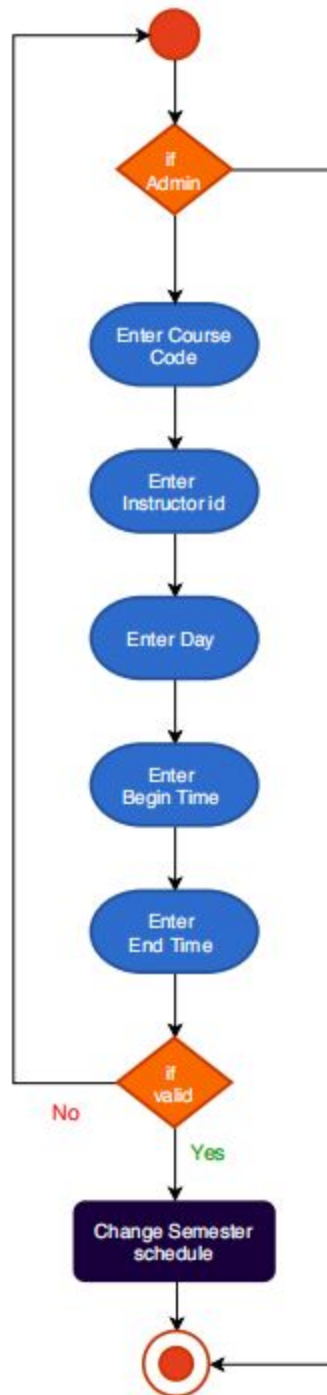 if
Admin
Enter Course
Code
Enter
Instructor id
Enter Day
Enter
Begin Time
Enter
End Time
if
valid
No
Yes
Change Semester
schedule